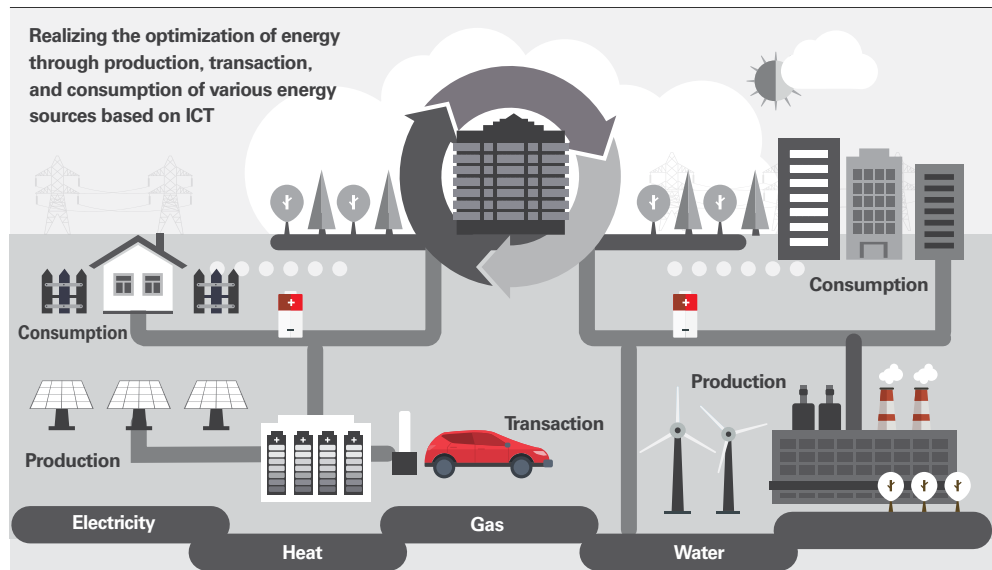 Realizing the optimization of energy
through production, transaction,
and consumption of various energy
sources based on ICT
Consumption
Consumption
Production
Transaction
Production
Electricity
Heat
Gas
Water